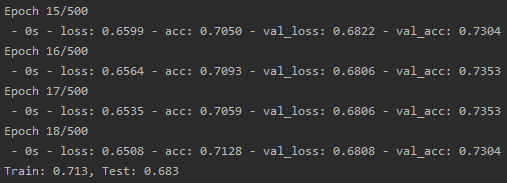 Epoch 15/500
- 0s - loss: 0.6599 - acc: 0.7050 - val_loss: 0.6822 - val_acc: 0.7304
Epoch 16/500
- 0s - loss: 0.6564 - acc: 0.7093 - val_loss: 0.6806 - val_acc: 0.7353
Epoch 17/500
- 0s - loss: 0.6535 - acc: 0.7059 - val_loss: 0.6806 - val_acc: 0.7353
Epoch 18/500
- 0s - loss: 0.6508 - acc: 0.7128 - val_loss: 0.6808 - val_acc: 0.7304
Train: 0.713, Test: 0.683